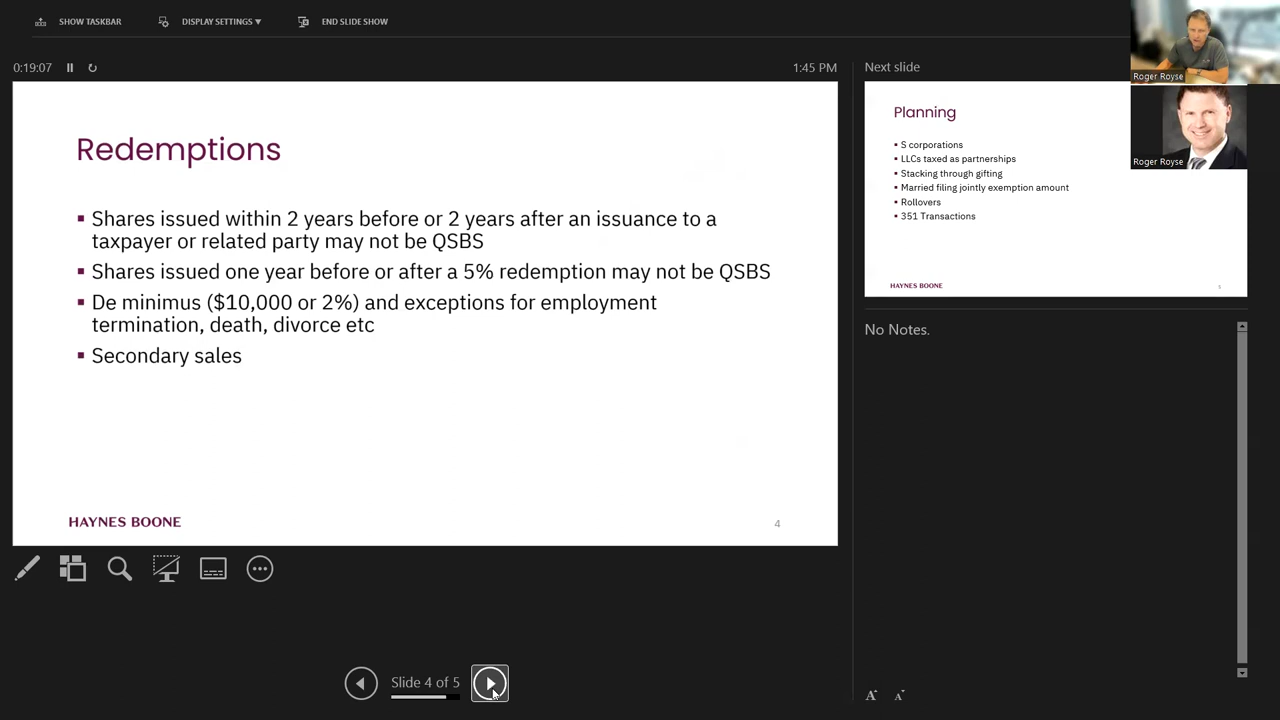 SHOW TASKBAR
DISPLAY SETTINGS ▼
END SLIDE SHOW
0:19:07
1:45 PM
Redemptions
▪ Shares issued within 2 years before or 2 years after an issuance to a
taxpayer or related party may not be QSBS
▪ Shares issued one year before or after a 5% redemption may not be QSBS
▪ De minimus ($10,000 or 2%) and exceptions for employment
termination, death, divorce etc
▪ Secondary sales
HAYNES BOONE
4
Slide 4 of 5
Next slide
Planning
▪ S corporations
▪ LLCs taxed as partnerships
▪ Stacking through gifting
▪ Married filing jointly exemption amount
▪ Rollovers
▪ 351 Transactions
HAYNES BOONE
5
No Notes.
A A
Roger Royse
Roger Royse